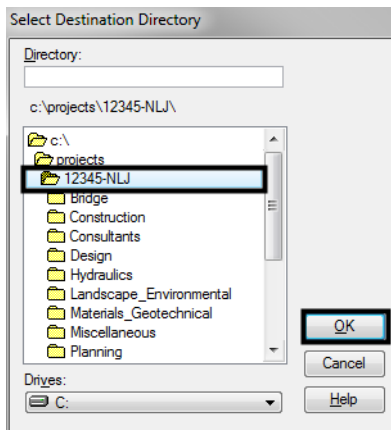 Select Destination Directory
Directory:
c:\projects\12345-NLJ\
c:\
projects
12345-NLJ
Bridge
Construction
Consultants
Design
Hydraulics
Landscape_Environmental
Materials_Geotechnical
Miscellaneous
Planning
OK
Cancel
Drives:
C:
Help